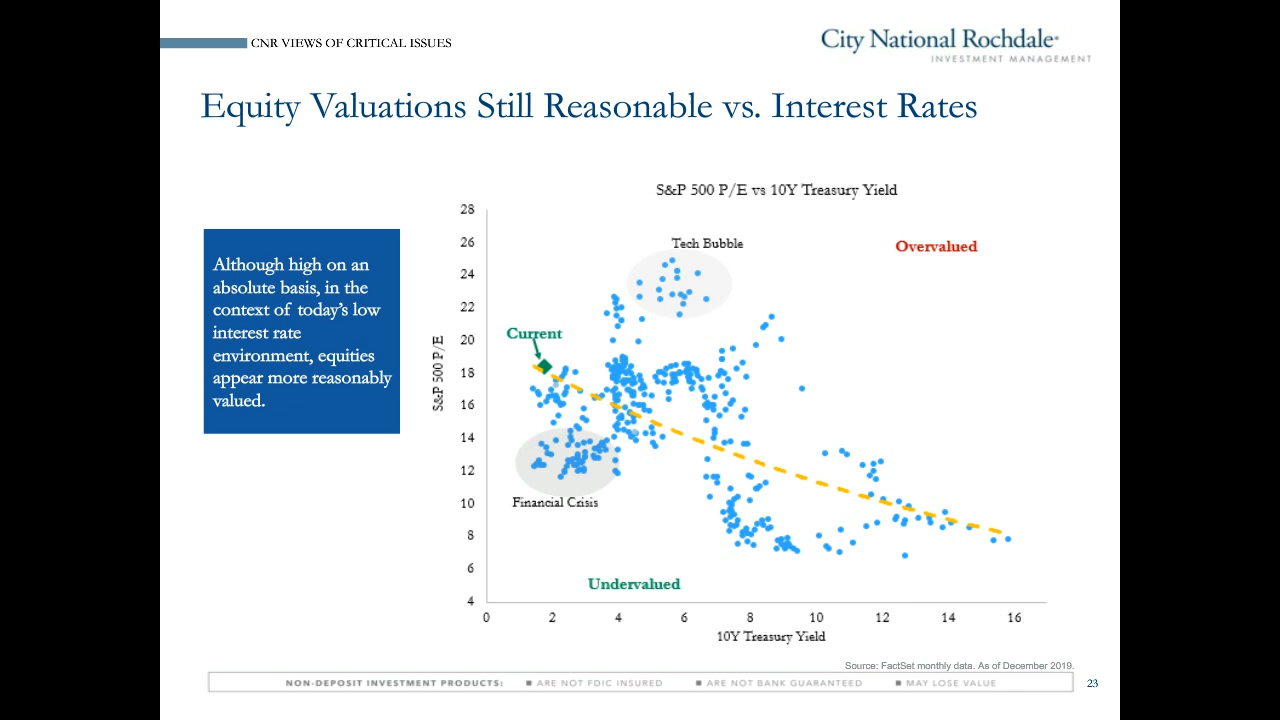 CNR VIEWS OF CRITICAL ISSUES
City National Rochdale®
INVESTMENT MANAGEMENT
Equity Valuations Still Reasonable vs. Interest Rates
Although high on an
absolute basis, in the
context of today's low
interest rate
environment, equities
appear more reasonably
valued.
S&P 500 P/E vs 10Y Treasury Yield
S&P 500 P/E
28
26
24
22
20
18
16
14
12
10
8
6
4
Tech Bubble
Overvalued
Current
Financial Crisis
Undervalued
0 2 4 6 8 10 12 14 16
10Y Treasury Yield
Source: FactSet monthly data. As of December 2019.
NON-DEPOSIT INVESTMENT PRODUCTS: ■ ARE NOT FDIC INSURED ■ ARE NOT BANK GUARANTEED ■ MAY LOSE VALUE
23